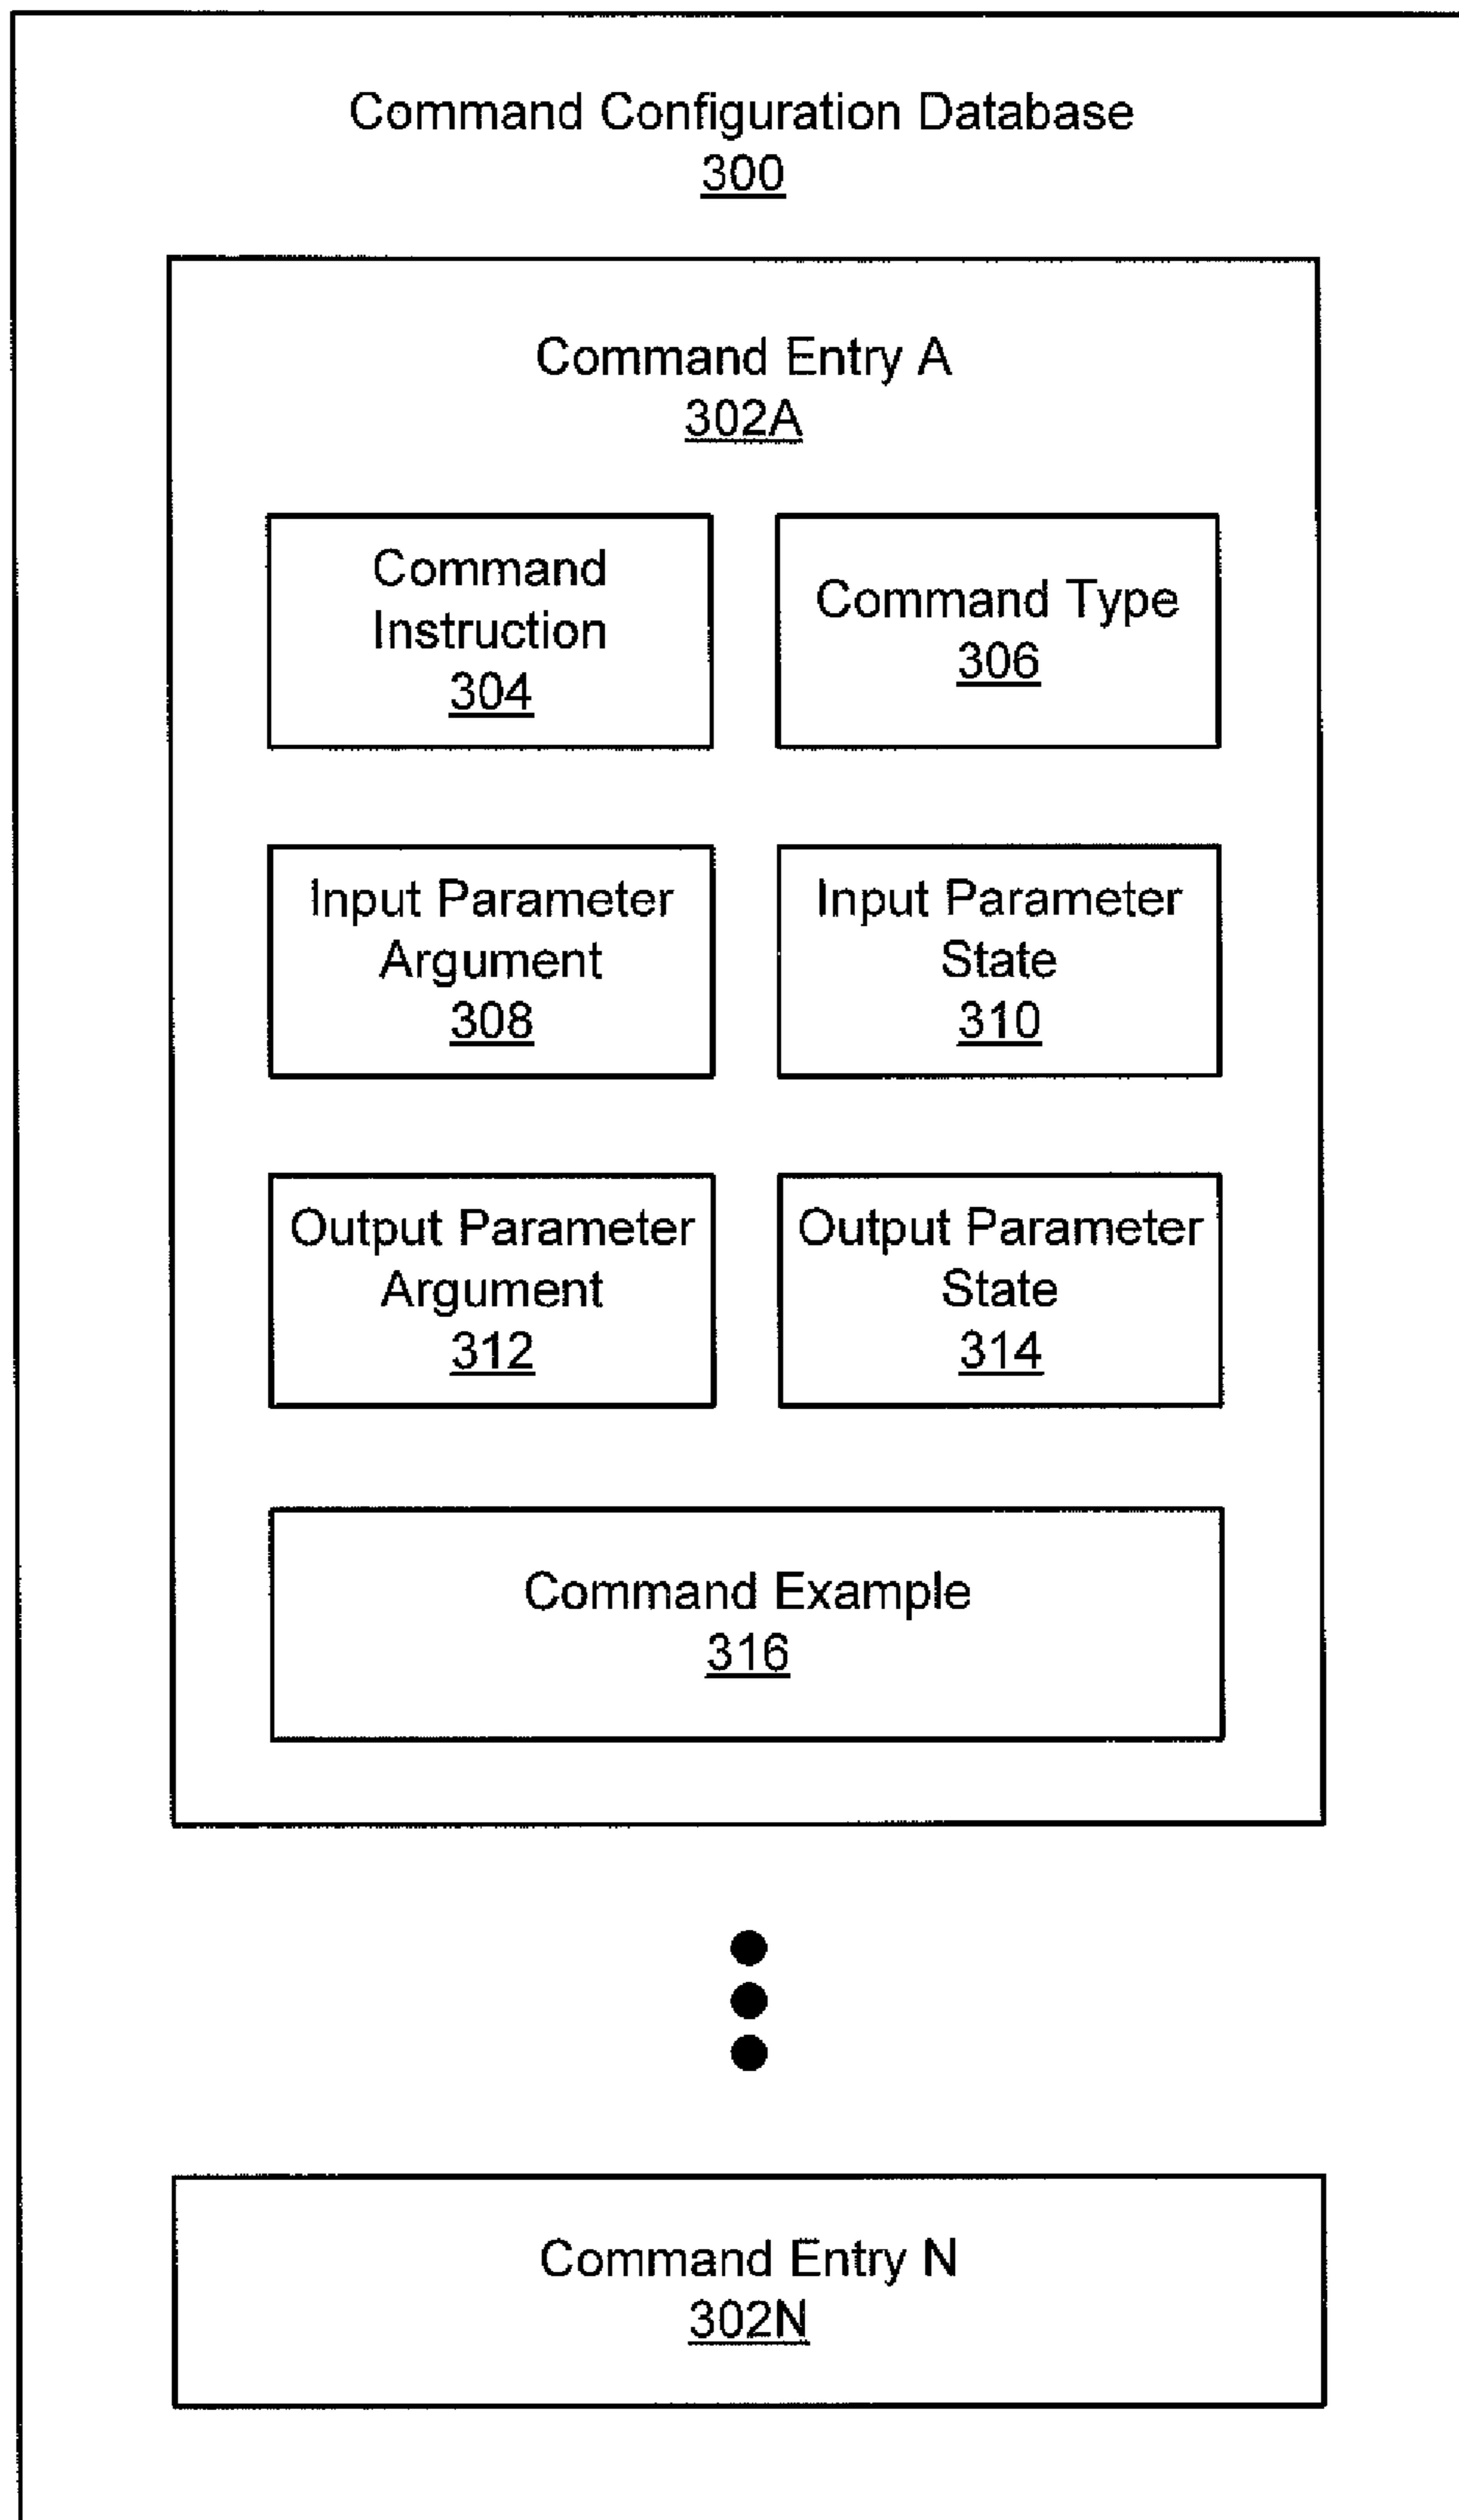 Command Configuration Database
300
Command Entry A
302A
Command
Instruction
304
Command Type
306
Input Parameter
Argument
308
Input Parameter
State
310
Output Parameter
Argument
312
Output Parameter
State
314
Command Example
316
Command Entry N
302N